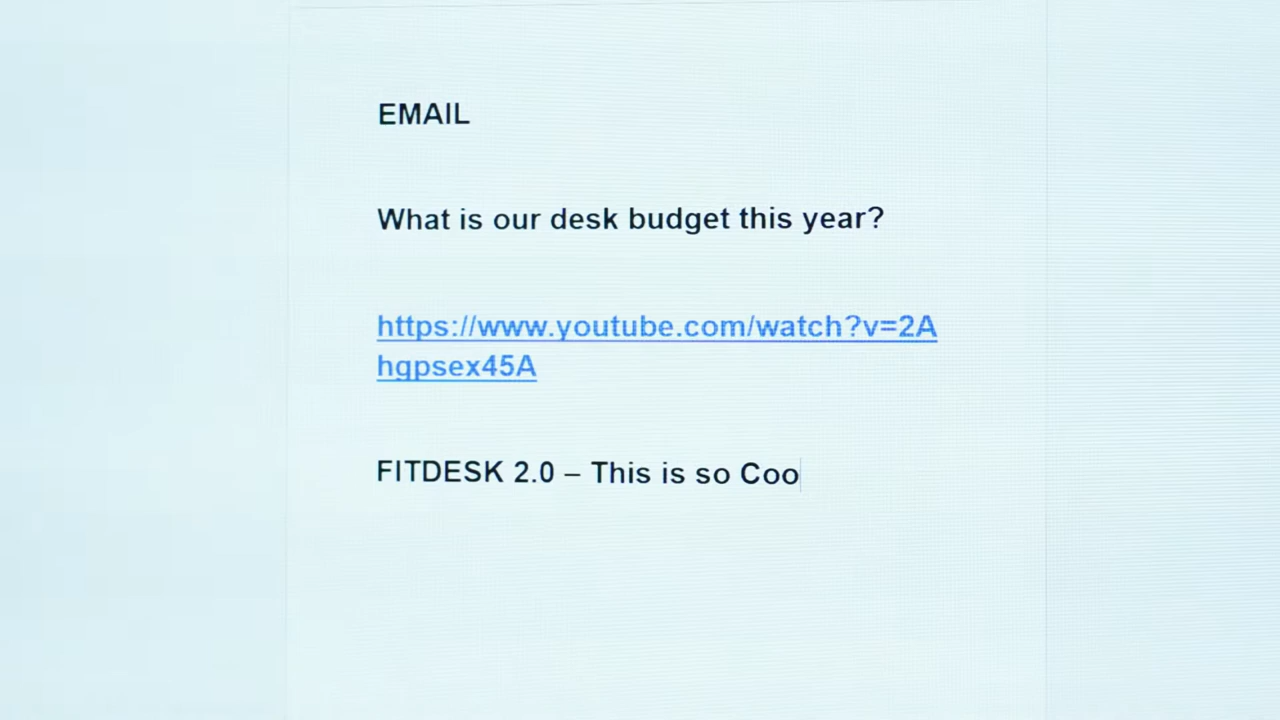 EMAIL
What is our desk budget this year?
https://www.youtube.com/watch?v=2A
hgpsex45A
FITDESK 2.0 – This is so Coo